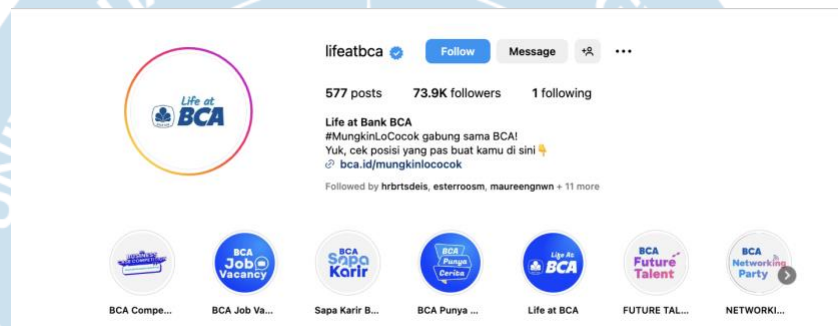 lifeatbca Follow Message
577 posts 73.9K followers 1 following
Life at Bank BCA
#MungkinLoCocok gabung sama BCA!
Yuk, cek posisi yang pas buat kamu di sini👇
bca.id/mungkinlococok
Followed by hrbrtsdeis, esterroosm, maureengnwn + 11 more
Life at
BCA
BUSINESS
CASE COMPETITION
BCA
Job
Vacancy
BCA
Sapa
Karir
BCA
Punya
Cerita
Life At
BCA
BCA
Future
Talent
BCA
Networking
Party
BCA Compe... BCA Job Va... Sapa Karir B... BCA Punya ... Life at BCA FUTURE TAL... NETWORKI...